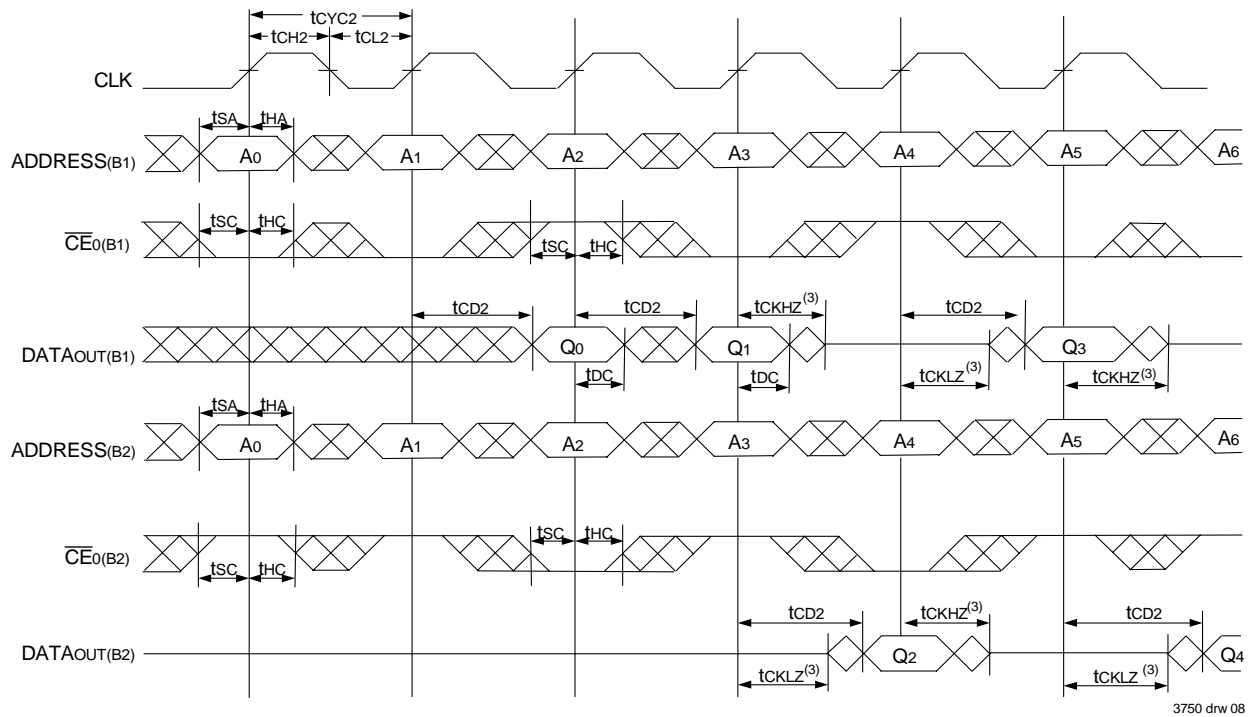 tCYC2
tCH2 tCL2
CLK
tSA tHA
ADDRESS(B1) A0 A1 A2 A3 A4 A5 A6
tSC tHC
CE0(B1)
tSC tHC
tCD2 tCD2 tCKHZ(3) tCD2
DATAOUT(B1) Q0 Q1 Q3
tDC tDC tCKLZ(3) tCKHZ(3)
tSA tHA
ADDRESS(B2) A0 A1 A2 A3 A4 A5 A6
tSC tHC
CE0(B2)
tSC tHC
tCD2 tCKHZ(3) tCD2
DATAOUT(B2) Q2 Q4
tCKLZ(3) tCKLZ(3)
3750 drw 08